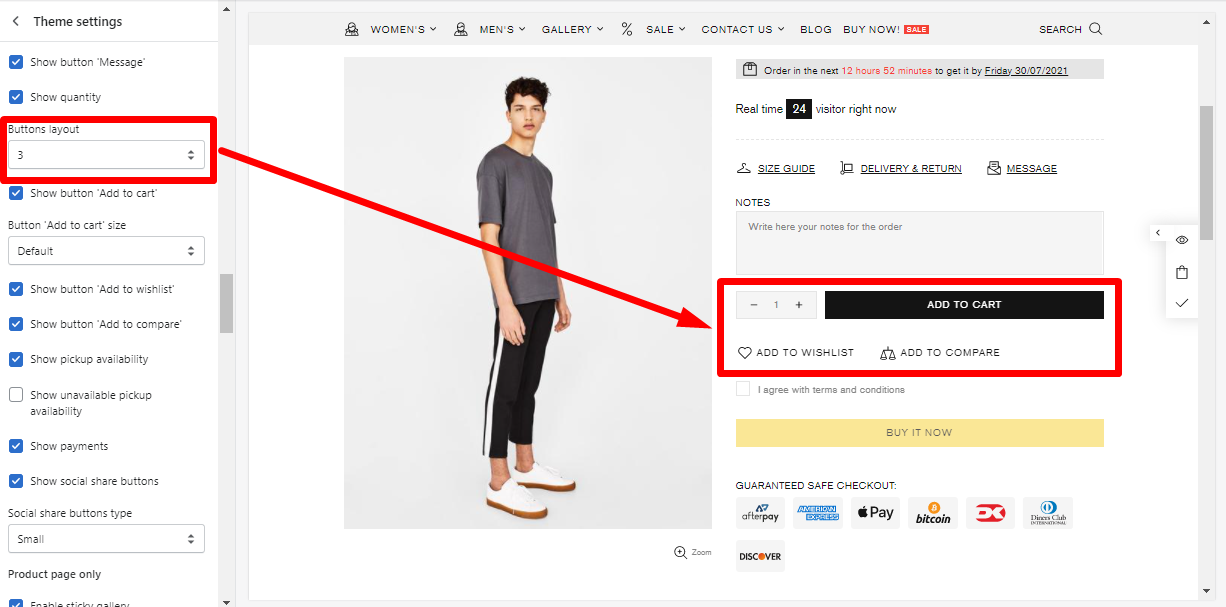 Theme settings
Show button 'Message'
Show quantity
Buttons layout
3
Show button 'Add to cart'
Button 'Add to cart' size
Default
Show button 'Add to wishlist'
Show button 'Add to compare'
Show pickup availability
Show unavailable pickup
availability
Show payments
Show social share buttons
Social share buttons type
Small
Product page only
Enable sticky gallery
WOMEN'S MEN'S GALLERY % SALE CONTACT US BLOG BUY NOW! SALE SEARCH
Order in the next 12 hours 52 minutes to get it by Friday 30/07/2021
Real time 24 visitor right now
SIZE GUIDE DELIVERY & RETURN MESSAGE
NOTES
Write here your notes for the order
− 1 + ADD TO CART
ADD TO WISHLIST ADD TO COMPARE
I agree with terms and conditions
BUY IT NOW
GUARANTEED SAFE CHECKOUT:
afterpay AMERICAN EXPRESS Pay bitcoin Diners Club INTERNATIONAL
DISCOVER
Zoom